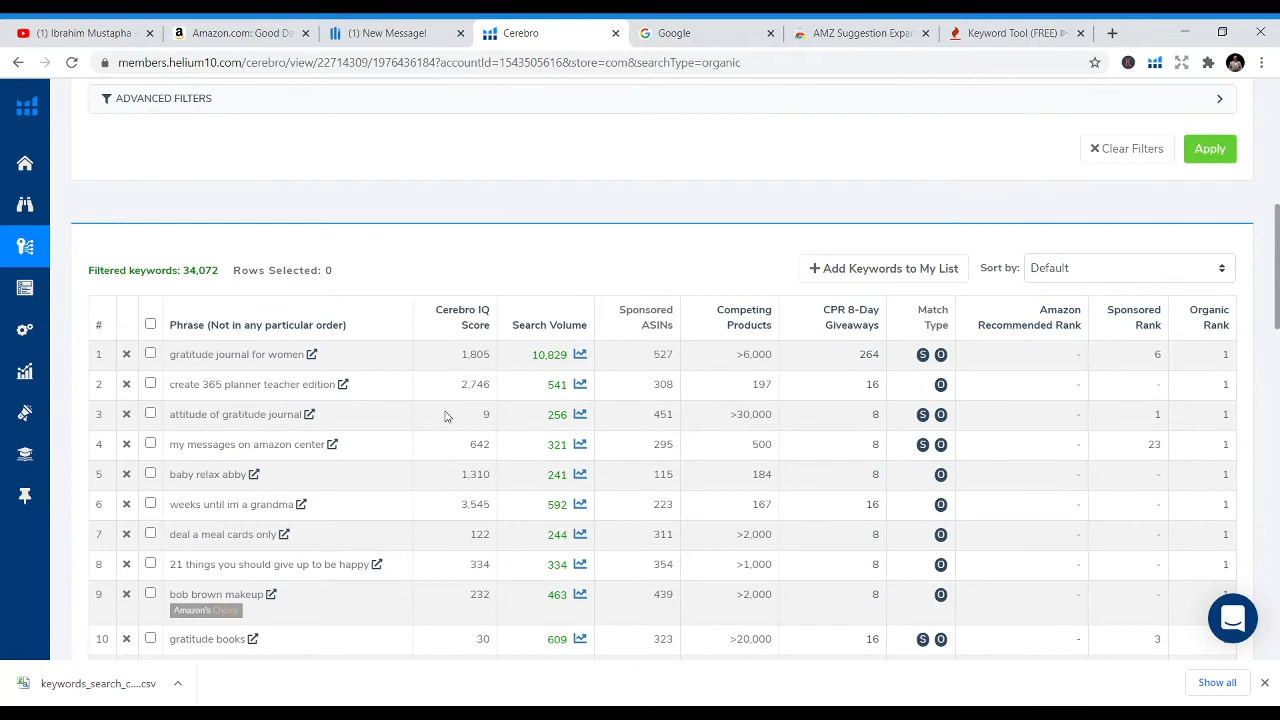 (1) Ibrahim Mustapha
Amazon.com: Good D
(1) New Message!
Cerebro
Google
AMZ Suggestion Expa
Keyword Tool (FREE)
members.helium10.com/cerebro/view/22714309/1976436184?accountId=1543505616&store=com&searchType=organic
ADVANCED FILTERS
Clear Filters
Apply
Filtered keywords: 34,072 Rows Selected: 0
Add Keywords to My List
Sort by: Default
# Phrase (Not in any particular order) Cerebro IQ Score Search Volume Sponsored ASINs Competing Products CPR 8-Day Giveaways Match Type Amazon Recommended Rank Sponsored Rank Organic Rank
1 gratitude journal for women 1,805 10,829 527 >6,000 264 S O - 6 1
2 create 365 planner teacher edition 2,746 541 308 197 16 O - - 1
3 attitude of gratitude journal 9 256 451 >30,000 8 S O - 1 1
4 my messages on amazon center 642 321 295 500 8 S O - 23 1
5 baby relax abby 1,310 241 115 184 8 O - - 1
6 weeks until im a grandma 3,545 592 223 167 16 O - - 1
7 deal a meal cards only 122 244 311 >2,000 8 O - - 1
8 21 things you should give up to be happy 334 334 354 >1,000 8 O - - 1
9 bob brown makeup 232 463 439 >2,000 8 O - - 1
Amazon's Choice
10 gratitude books 30 609 323 >20,000 16 S O - 3
keywords_search_c....csv
Show all